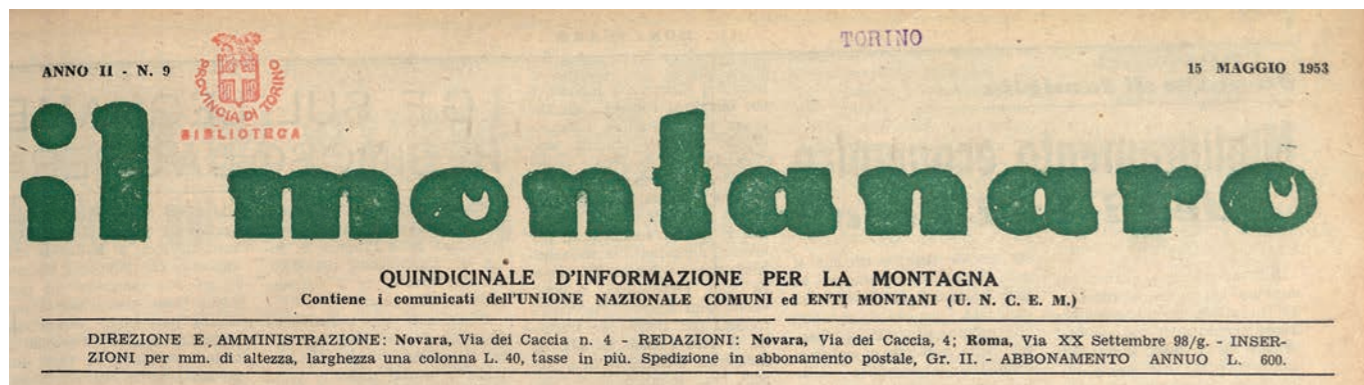 TORINO
ANNO II - N. 9
PROVINCIA DI TORINO
BIBLIOTECA
15 MAGGIO 1953
il montanaro
QUINDICINALE D'INFORMAZIONE PER LA MONTAGNA
Contiene i comunicati dell'UNIONE NAZIONALE COMUNI ed ENTI MONTANI (U. N. C. E. M.)
DIREZIONE E AMMINISTRAZIONE: Novara, Via dei Caccia n. 4 - REDAZIONI: Novara, Via dei Caccia, 4; Roma, Via XX Settembre 98/g. - INSER-
ZIONI per mm. di altezza, larghezza una colonna L. 40, tasse in più. Spedizione in abbonamento postale, Gr. II. - ABBONAMENTO ANNUO L. 600.